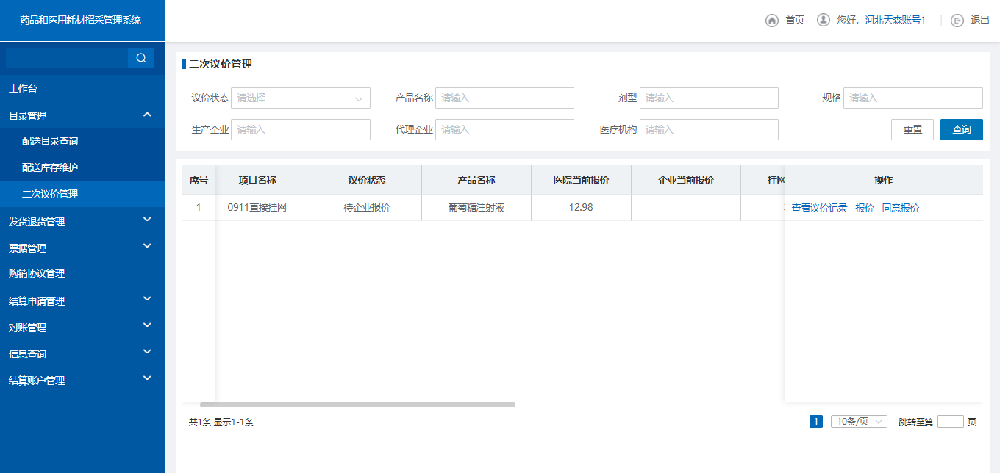 药品和医用耗材招采管理系统
首页 您好，河北天森账号1 退出
工作台
目录管理
配送目录查询
配送库存维护
二次议价管理
发货退货管理
票据管理
购销协议管理
结算申请管理
对账管理
信息查询
结算账户管理
二次议价管理
议价状态 请选择 产品名称 请输入 剂型 请输入 规格 请输入
生产企业 请输入 代理企业 请输入 医疗机构 请输入 重置 查询
序号 项目名称 议价状态 产品名称 医院当前报价 企业当前报价 挂网 操作
1 0911直接挂网 待企业报价 葡萄糖注射液 12.98 查看议价记录 报价 同意报价
共1条 显示1-1条 1 10条/页 跳转至第 页